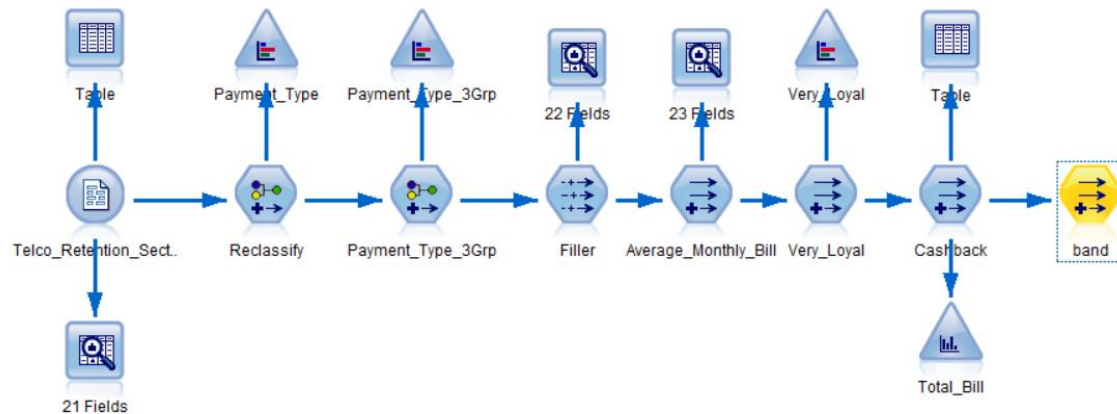 Table
Payment_Type
Payment_Type_3Grp
22 Fields
23 Fields
Very_Loyal
Table
Telco_Retention_Sect..
Reclassify
Payment_Type_3Grp
Filler
Average_Monthly_Bill
Very_Loyal
Cashback
band
21 Fields
Total_Bill